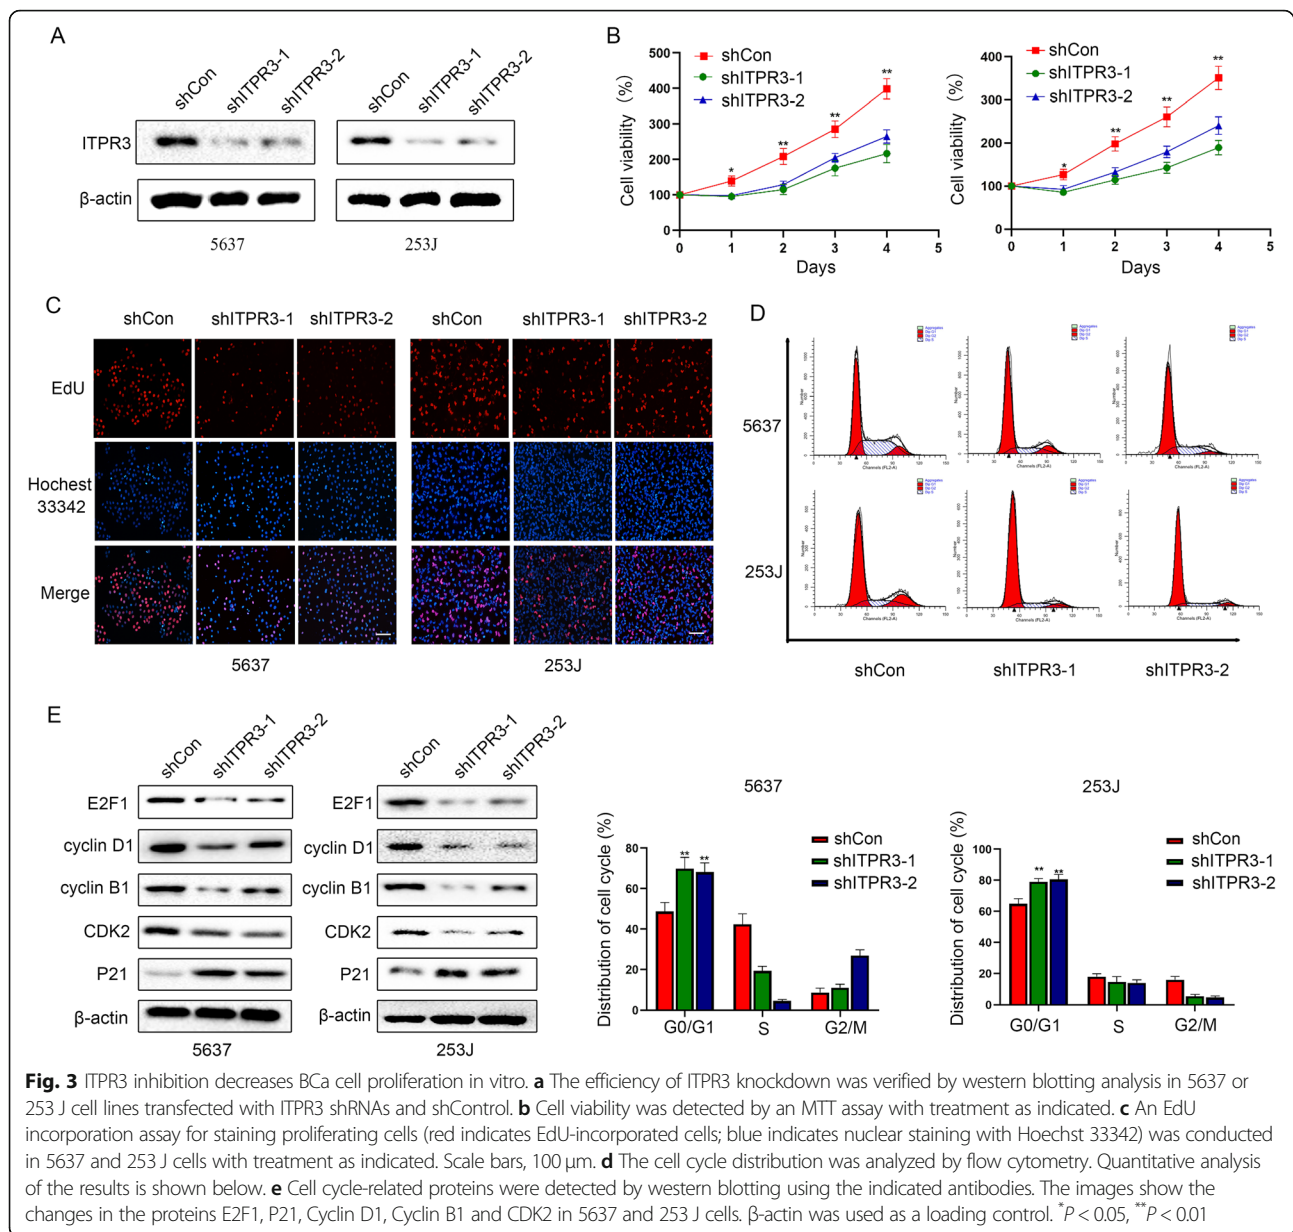 A
shCon
shITPR3-1
shITPR3-2
shCon
shITPR3-1
shITPR3-2
ITPR3
β-actin
5637
253J
B
500
400
300
200
100
0
Cell viability (%)
shCon
shITPR3-1
shITPR3-2
*
**
**
**
0 1 2 3 4 5
Days
400
300
200
100
0
Cell viability (%)
shCon
shITPR3-1
shITPR3-2
*
**
**
**
0 1 2 3 4 5
Days
C
shCon shITPR3-1 shITPR3-2 shCon shITPR3-1 shITPR3-2
EdU
Hochest
33342
Merge
5637
253J
D
5637
253J
Aggregates
Dip G1
Dip G2
Dip S
Number
Channels (FL2-A)
shCon shITPR3-1 shITPR3-2
E
shCon
shITPR3-1
shITPR3-2
shCon
shITPR3-1
shITPR3-2
E2F1
cyclin D1
cyclin B1
CDK2
P21
β-actin
5637
E2F1
cyclin D1
cyclin B1
CDK2
P21
β-actin
253J
5637
Distribution of cell cycle (%)
80
60
40
20
0
** **
shCon
shITPR3-1
shITPR3-2
G0/G1 S G2/M
253J
Distribution of cell cycle (%)
100
80
60
40
20
0
** **
shCon
shITPR3-1
shITPR3-2
G0/G1 S G2/M
Fig. 3 ITPR3 inhibition decreases BCa cell proliferation in vitro. a The efficiency of ITPR3 knockdown was verified by western blotting analysis in 5637 or
253 J cell lines transfected with ITPR3 shRNAs and shControl. b Cell viability was detected by an MTT assay with treatment as indicated. c An EdU
incorporation assay for staining proliferating cells (red indicates EdU-incorporated cells; blue indicates nuclear staining with Hoechst 33342) was conducted
in 5637 and 253 J cells with treatment as indicated. Scale bars, 100 μm. d The cell cycle distribution was analyzed by flow cytometry. Quantitative analysis
of the results is shown below. e Cell cycle-related proteins were detected by western blotting using the indicated antibodies. The images show the
changes in the proteins E2F1, P21, Cyclin D1, Cyclin B1 and CDK2 in 5637 and 253 J cells. β-actin was used as a loading control. *P < 0.05, **P < 0.01